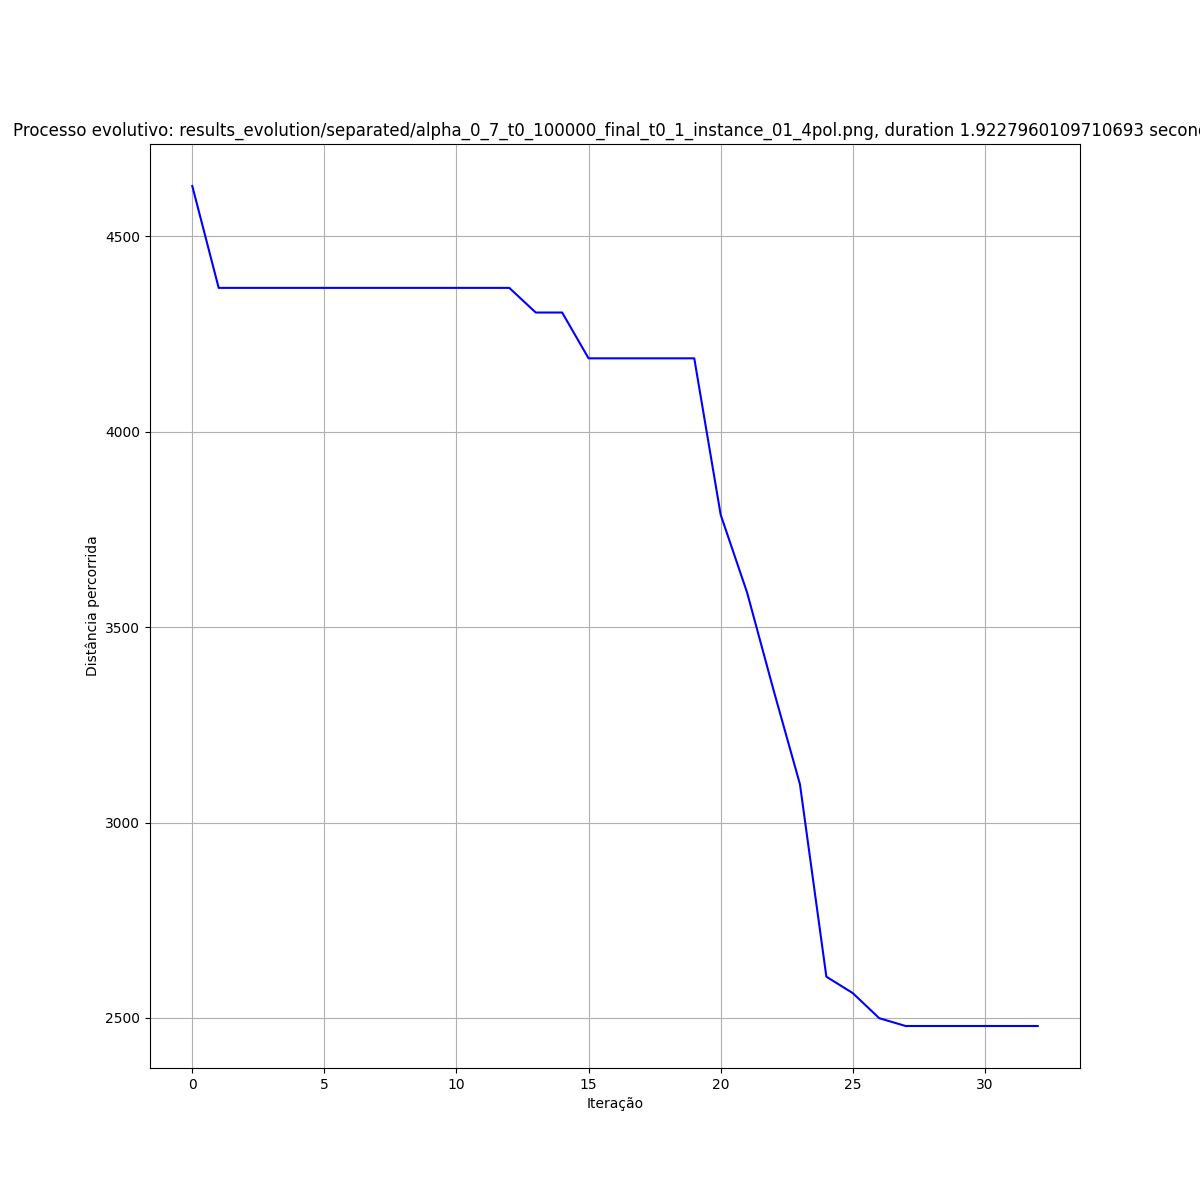 Processo evolutivo: results_evolution/separated/alpha_0_7_t0_100000_final_t0_1_instance_01_4pol.png, duration 1.9227960109710693
4500
4000
3500
3000
2500
Distância percorrida
0 5 10 15 20 25 30
Iteração